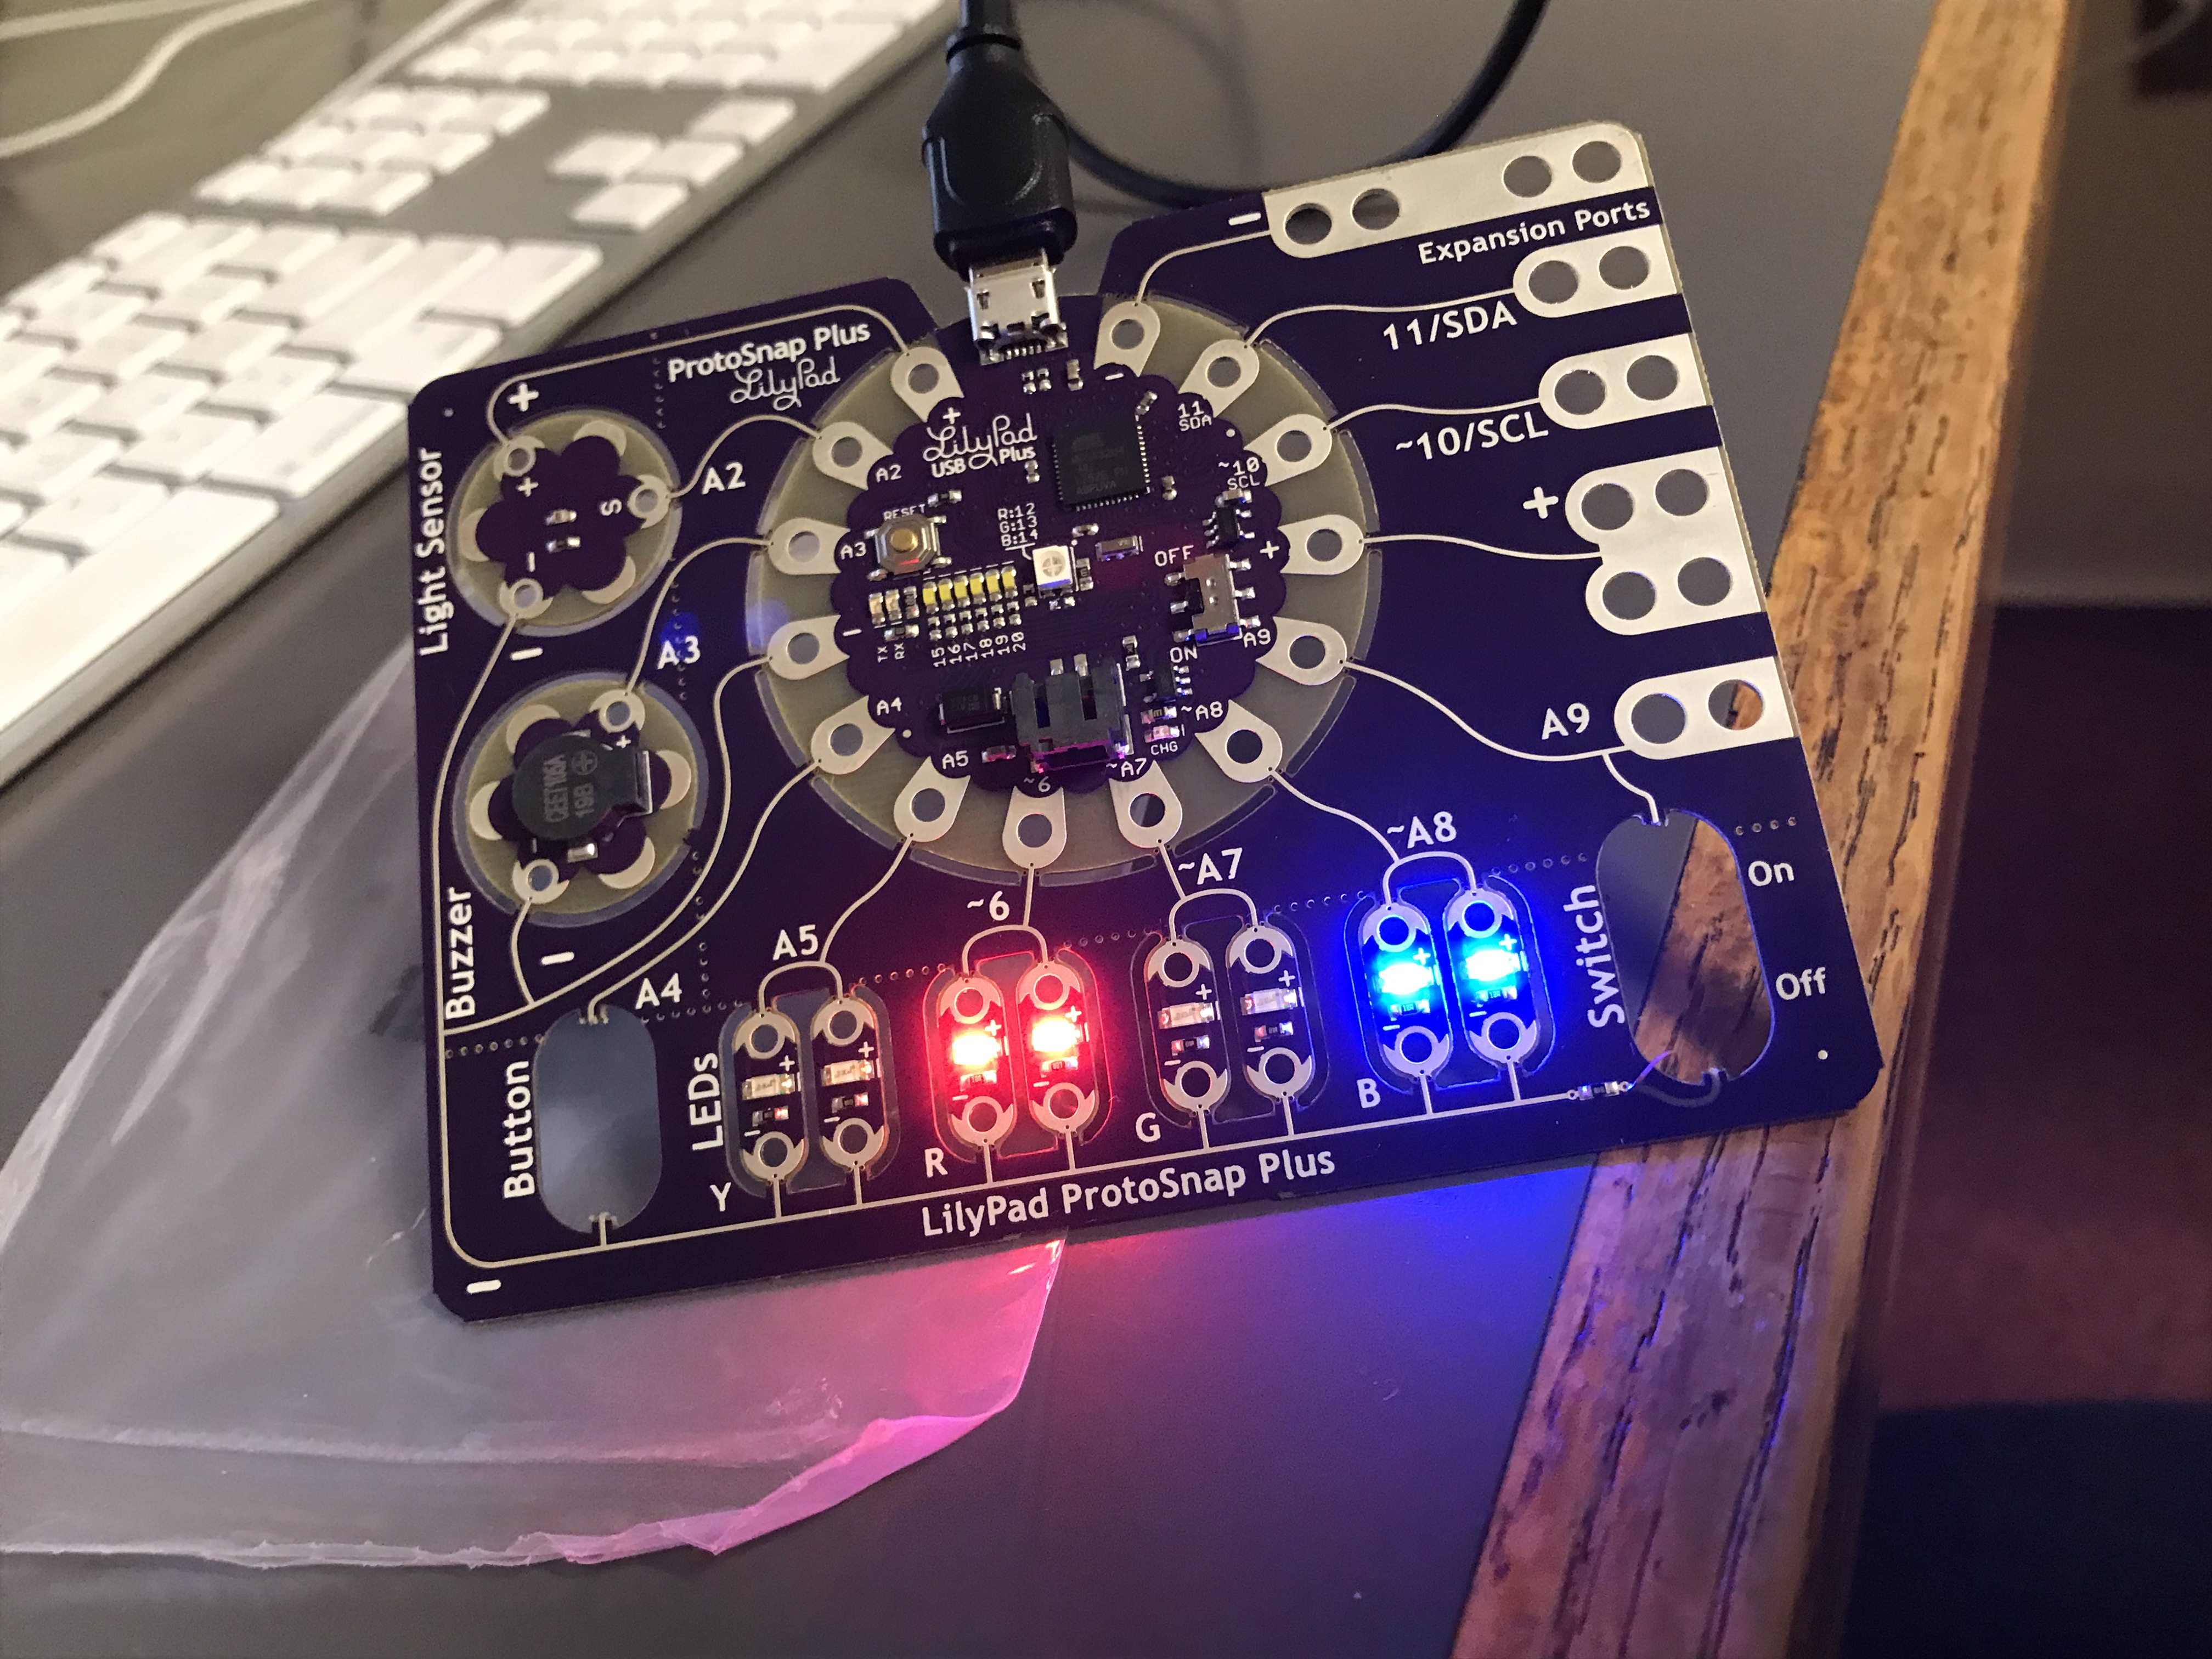 Expansion Ports
11/SDA
~10/SCL
+
A9
ProtoSnap Plus
LilyPad
Light Sensor
+
A2
+
S
−
−
A3
Buzzer
+
CEET106A
19B
−
−
A4
Button
−
+
−
LilyPad
USB Plus
11
SDA
~10
SCL
+
A9
~A8
~A7
~6
A5
A4
−
A3
A2
RESET
R:12
G:13
B:14
OFF
ON
TX
RX
15
16
17
18
19
20
CHG
A5
~6
~A7
~A8
LEDs
Y
R
G
B
Switch
On
Off
LilyPad ProtoSnap Plus